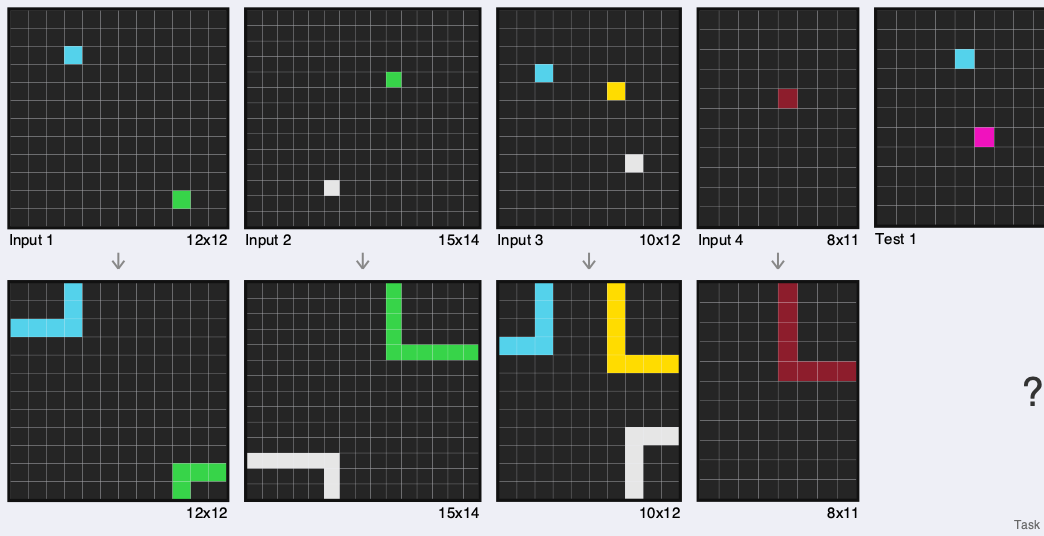 Input 1 12x12
Input 2 15x14
Input 3 10x12
Input 4 8x11
Test 1
12x12
15x14
10x12
8x11
?
Task